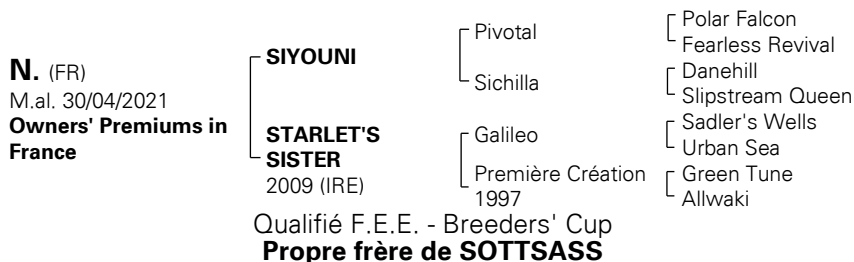 N. (FR)
M.al. 30/04/2021
Owners' Premiums in
France
SIYOUNI
STARLET'S
SISTER
2009 (IRE)
Pivotal
Sichilla
Galileo
Première Création
1997
Polar Falcon
Fearless Revival
Danehill
Slipstream Queen
Sadler's Wells
Urban Sea
Green Tune
Allwaki
Qualifié F.E.E. - Breeders' Cup
Propre frère de SOTTSASS